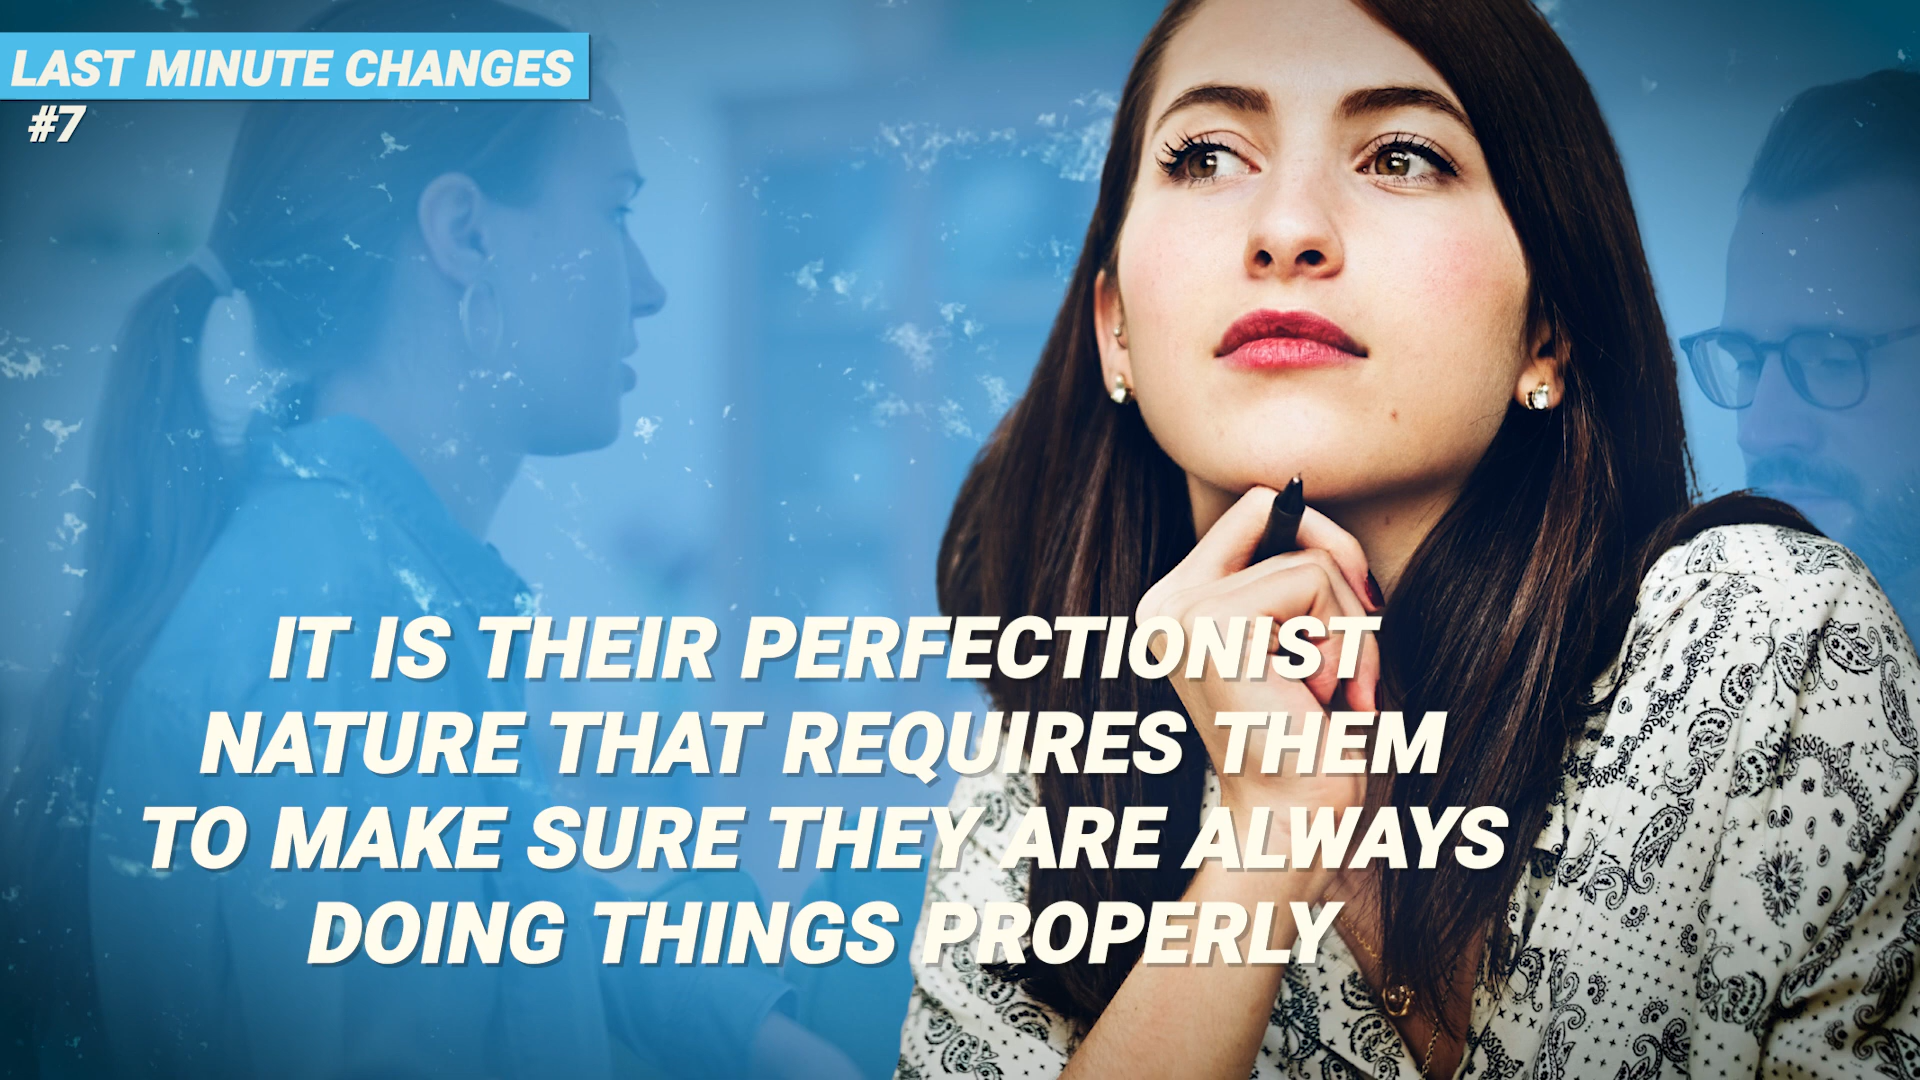 LAST MINUTE CHANGES
#7
IT IS THEIR PERFECTIONIST
NATURE THAT REQUIRES THEM
TO MAKE SURE THEY ARE ALWAYS
DOING THINGS PROPERLY